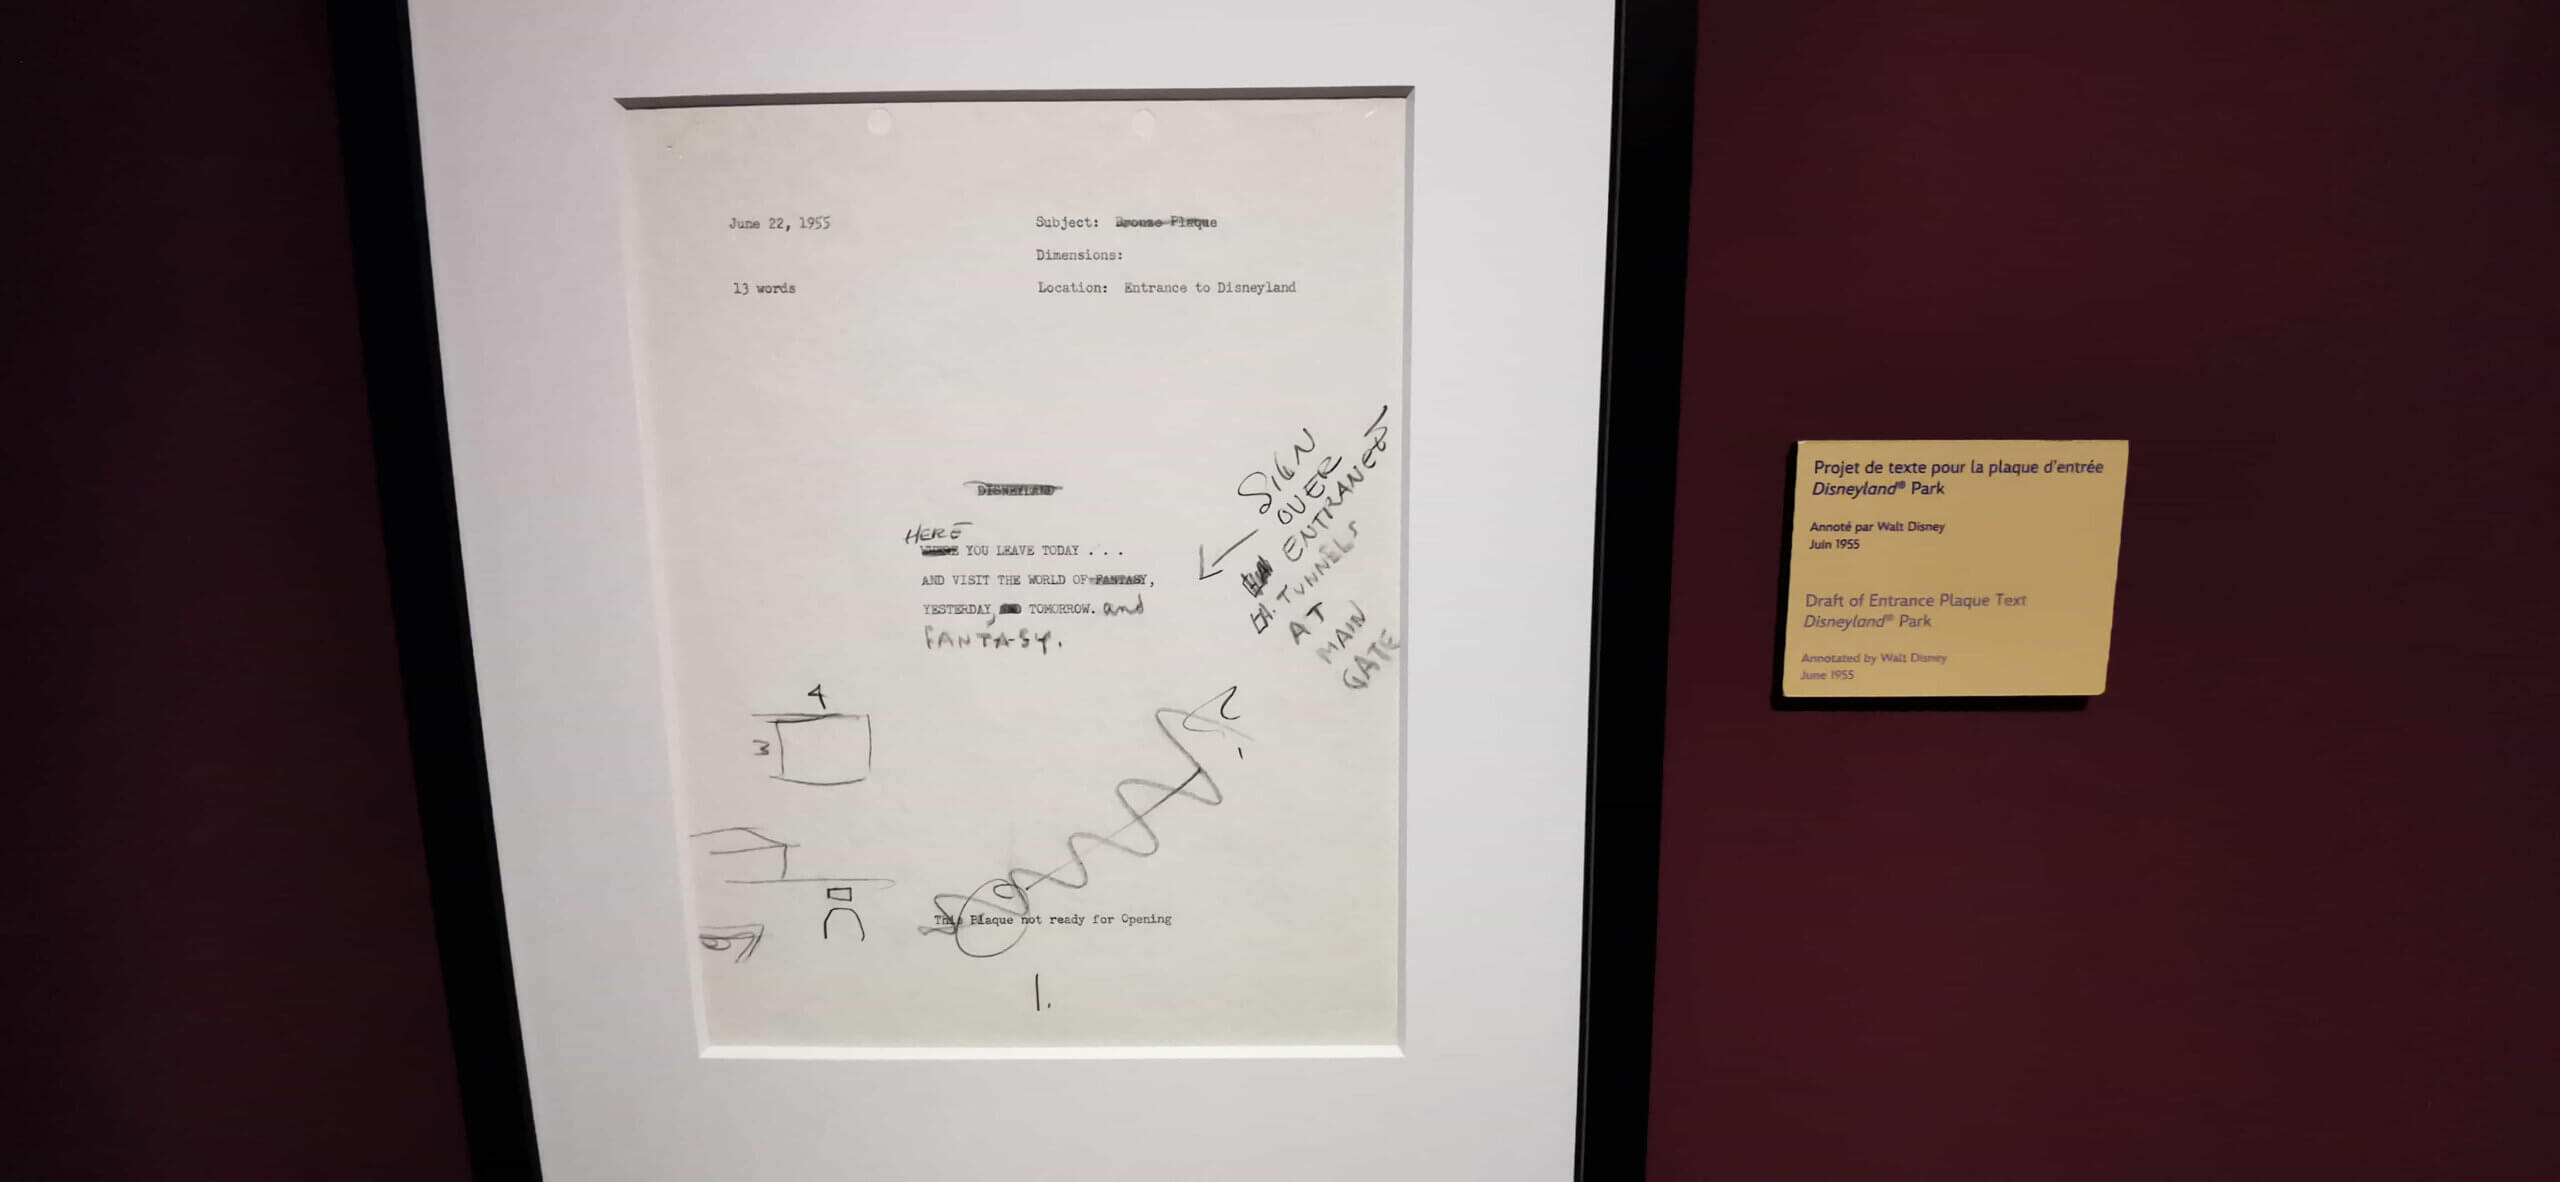 June 22, 1955
Subject: Bronze Plaque
Dimensions:
13 words
Location: Entrance to Disneyland
DISNEYLAND
HERE
WHERE YOU LEAVE TODAY . . .
AND VISIT THE WORLD OF FANTASY,
YESTERDAY, TOMORROW. and
FANTASY.
SIGN
OVER
ENTRANCES
TUNNELS
AT
MAIN
GATE
4
3
2
This Plaque not ready for Opening
1.
Projet de texte pour la plaque d'entrée
Disneyland® Park
Annoté par Walt Disney
Juin 1955
Draft of Entrance Plaque Text
Disneyland® Park
Annotated by Walt Disney
June 1955